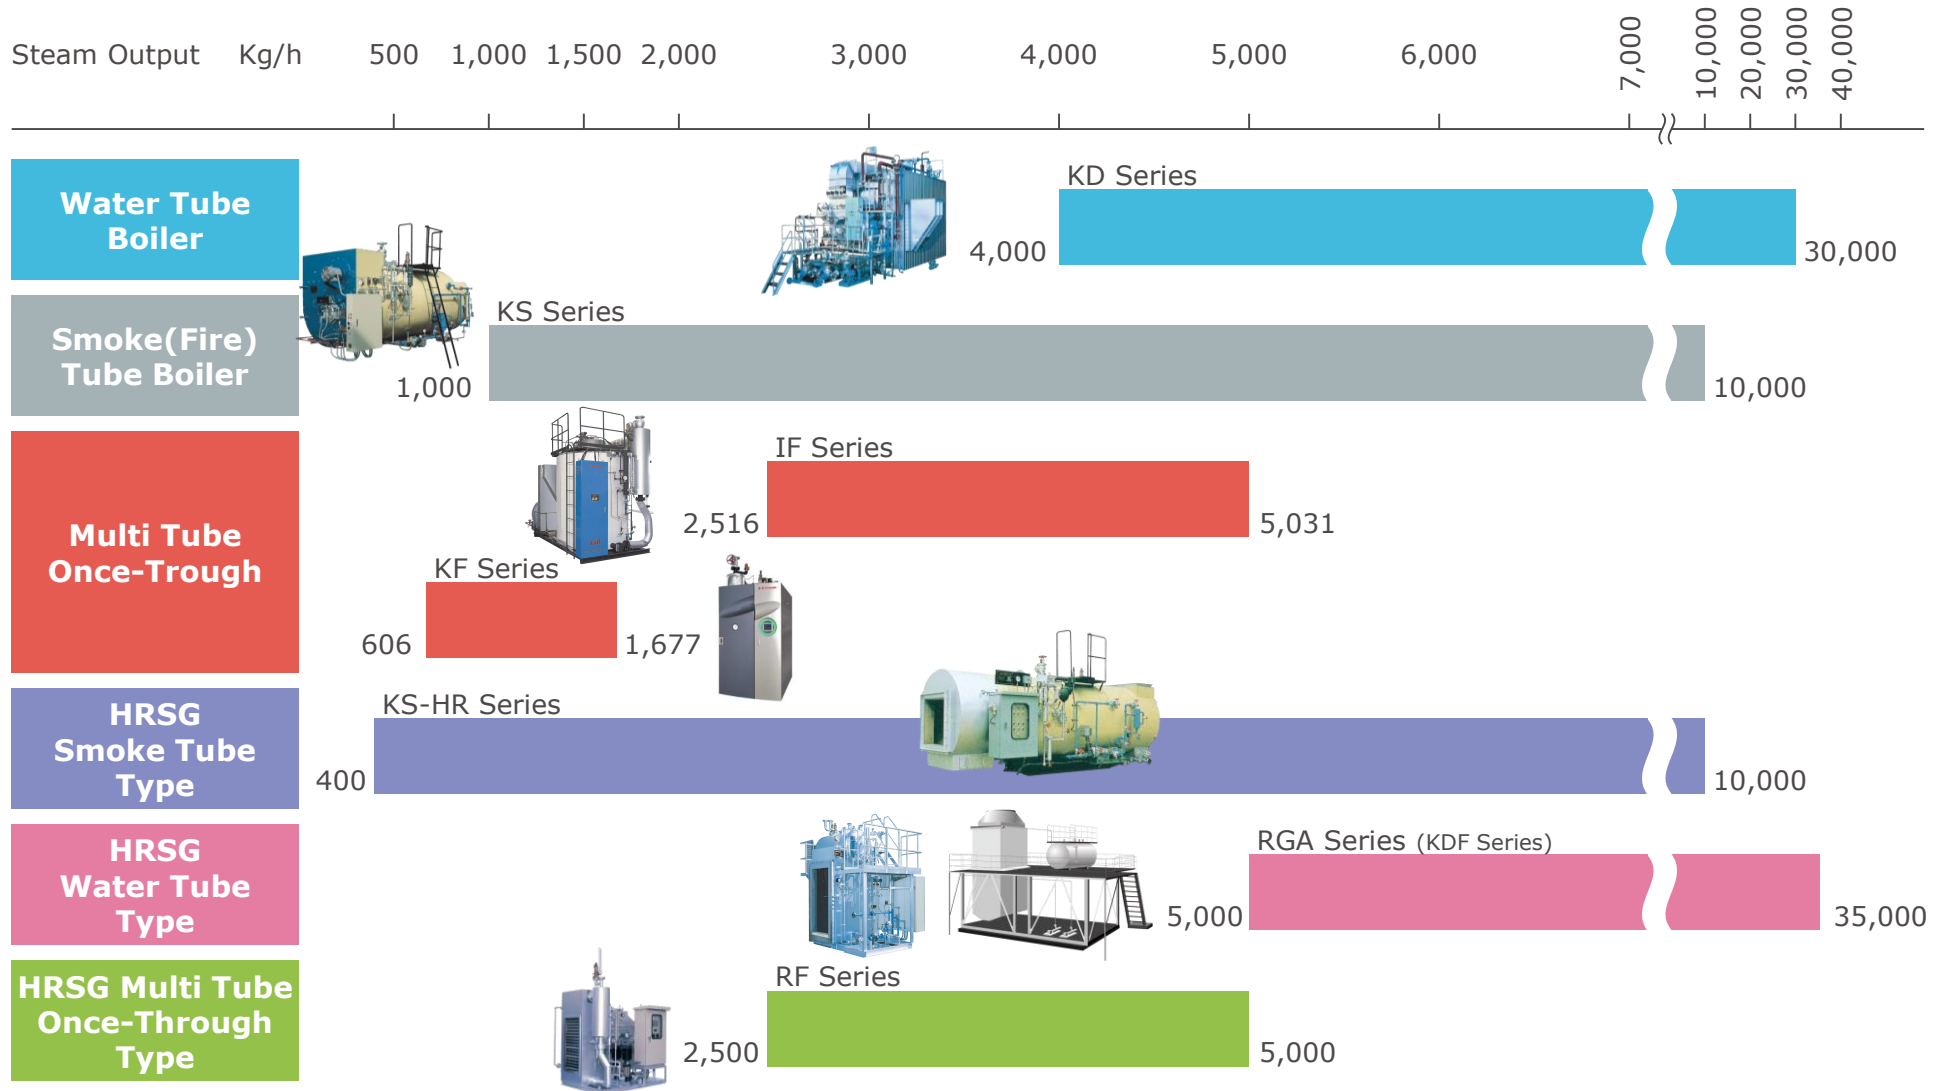 Steam Output Kg/h 500 1,000 1,500 2,000 3,000 4,000 5,000 6,000 7,000 10,000 20,000 30,000 40,000
Water Tube
Boiler
KD Series
4,000
30,000
Smoke(Fire)
Tube Boiler
KS Series
1,000
10,000
Multi Tube
Once-Trough
IF Series
2,516
5,031
KF Series
606
1,677
HRSG
Smoke Tube
Type
KS-HR Series
400
10,000
HRSG
Water Tube
Type
RGA Series (KDF Series)
5,000
35,000
HRSG Multi Tube
Once-Through
Type
RF Series
2,500
5,000